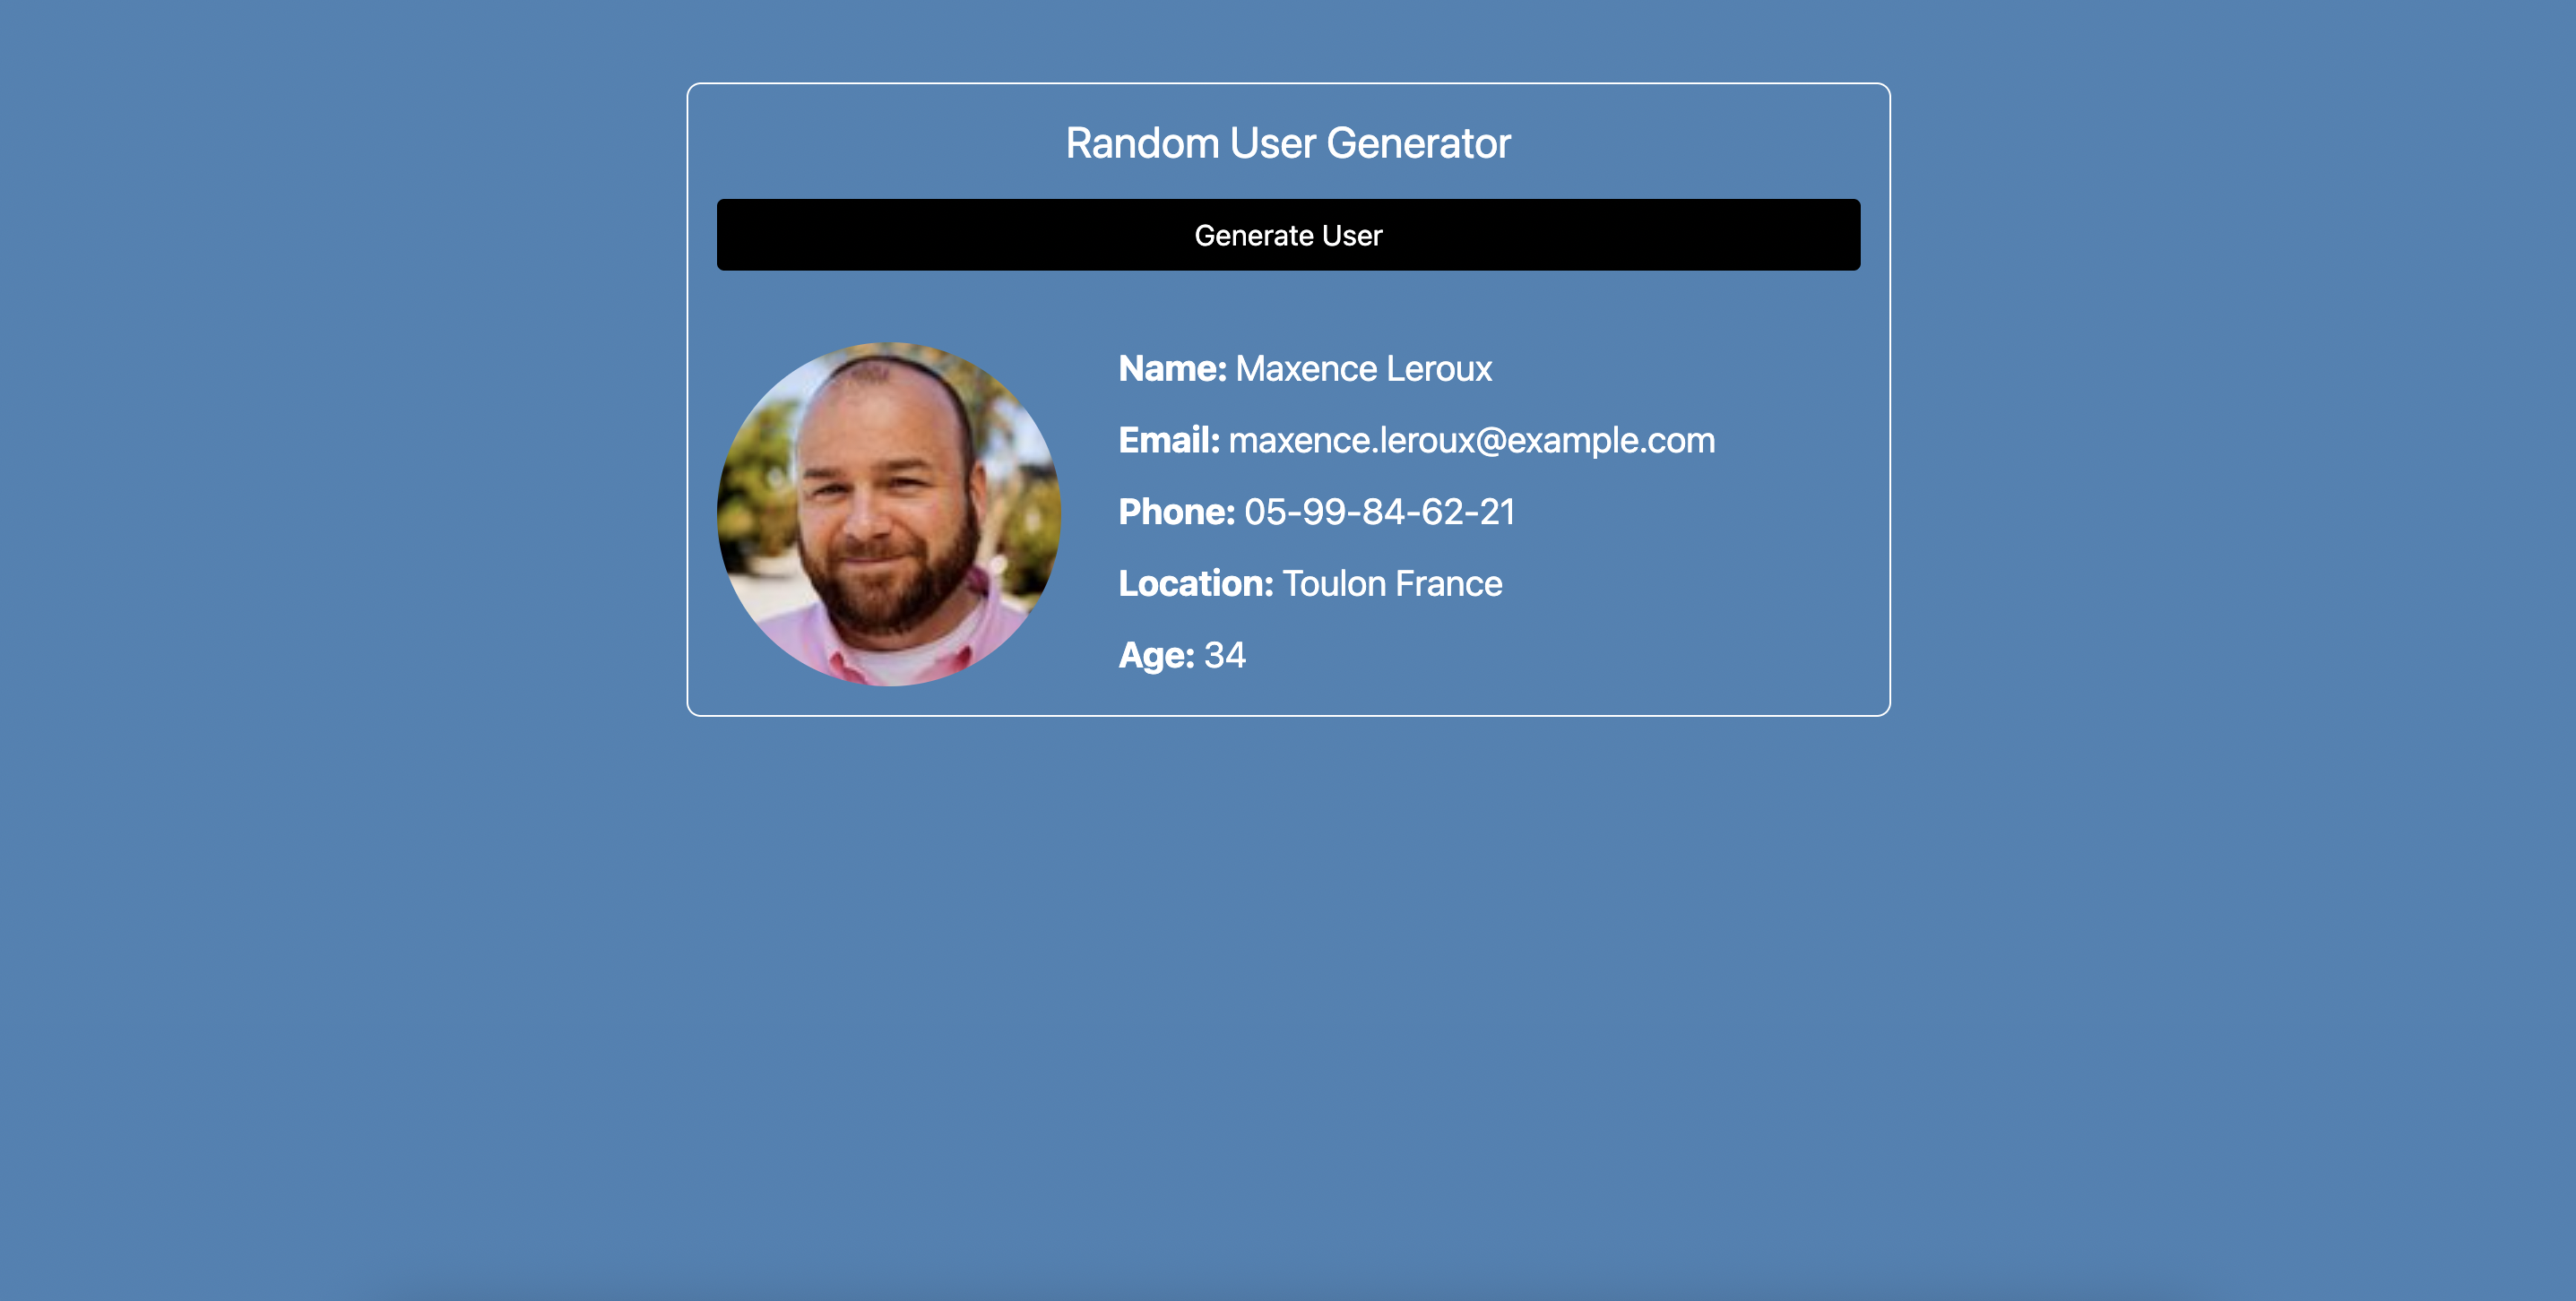 Random User Generator
Generate User
Name: Maxence Leroux
Email: maxence.leroux@example.com
Phone: 05-99-84-62-21
Location: Toulon France
Age: 34